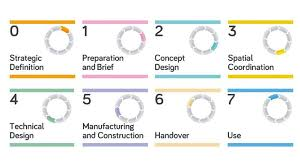 0
Strategic
Definition
1
Preparation
and Brief
2
Concept
Design
3
Spatial
Coordination
4
Technical
Design
5
Manufacturing
and Construction
6
Handover
7
Use